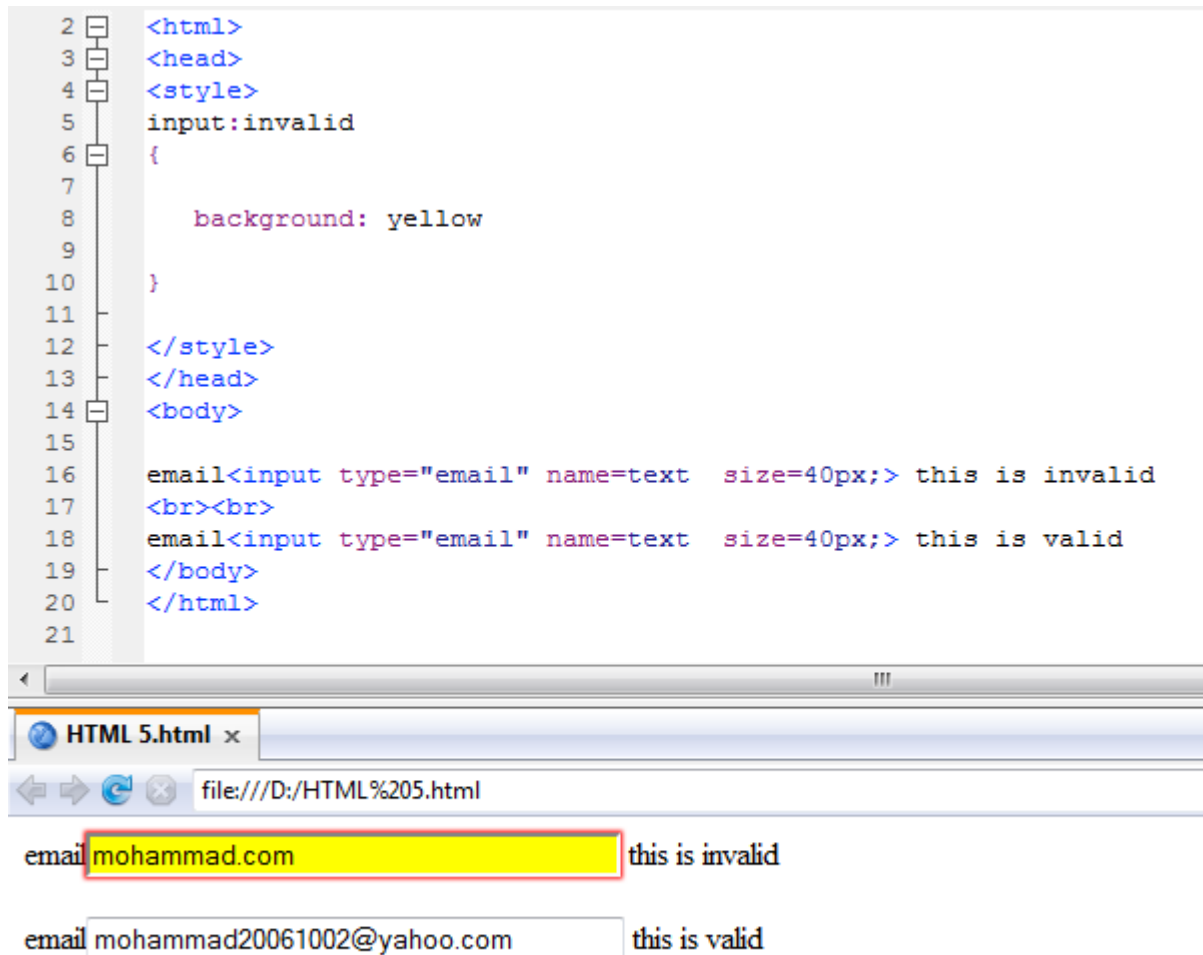 2 <html>
3 <head>
4 <style>
5 input:invalid
6 {
7
8 background: yellow
9
10 }
11
12 </style>
13 </head>
14 <body>
15
16 email<input type="email" name=text  size=40px;> this is invalid
17 <br><br>
18 email<input type="email" name=text  size=40px;> this is valid
19 </body>
20 </html>
21
HTML 5.html ×
file:///D:/HTML%205.html
email mohammad.com this is invalid
email mohammad20061002@yahoo.com this is valid